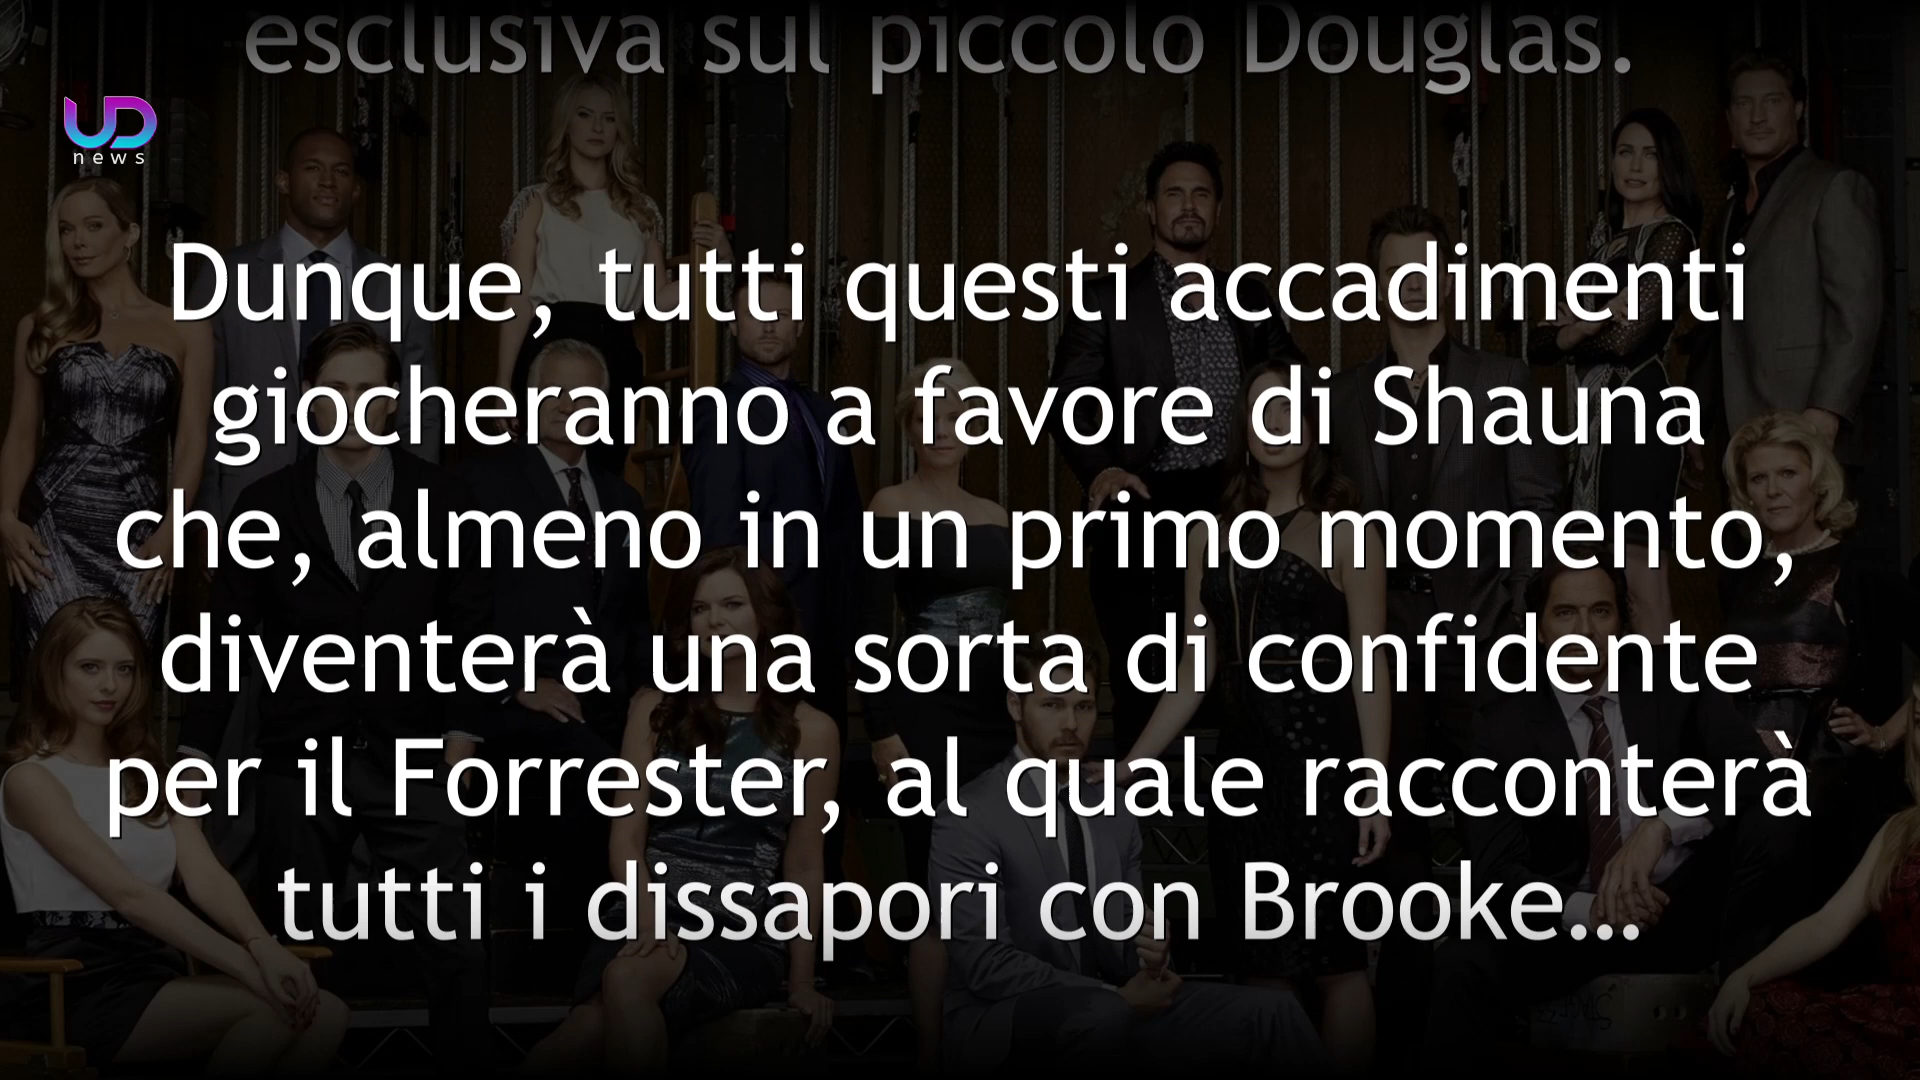 esclusiva sul piccolo Douglas.
UD
news
Dunque, tutti questi accadimenti
giocheranno a favore di Shauna
che, almeno in un primo momento,
diventerà una sorta di confidente
per il Forrester, al quale racconterà
tutti i dissapori con Brooke...